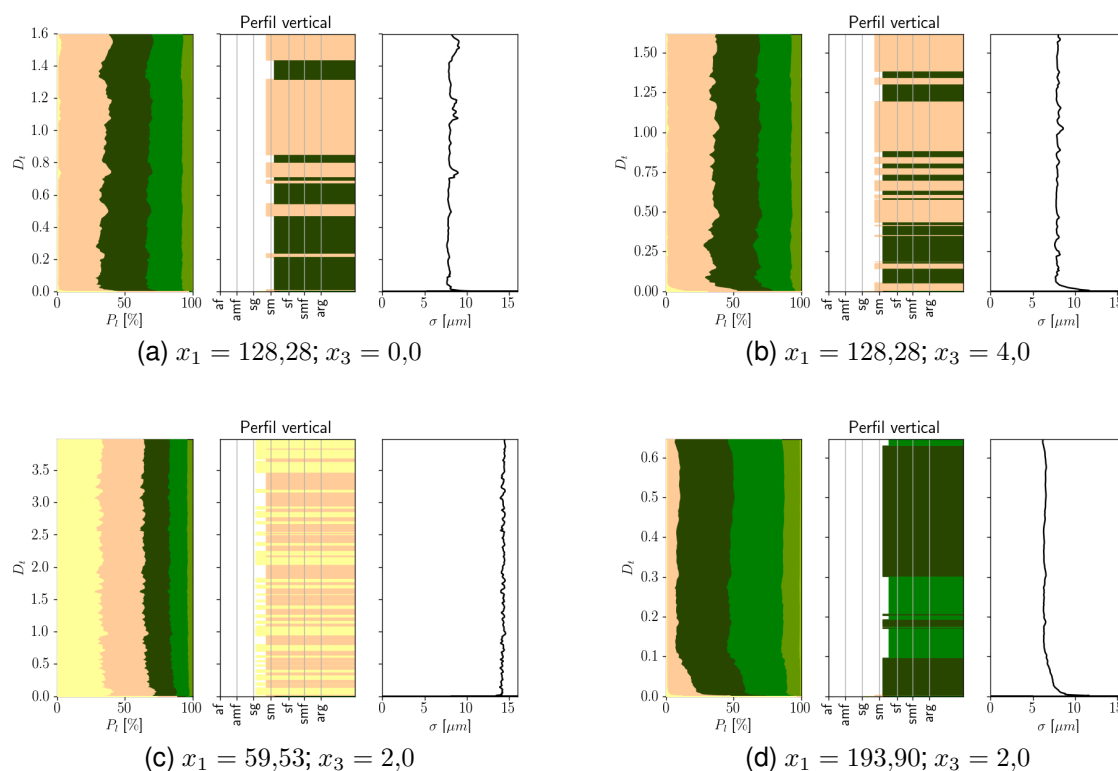 Perfil vertical
1.6
1.4
1.2
1.0
0.8
0.6
0.4
0.2
0.0
D_t
0 50 100
P_l [%]
af amf sg sm sf smf arg
0 5 10 15
σ [μm]
(a) x_1 = 128,28; x_3 = 0,0
Perfil vertical
1.50
1.25
1.00
0.75
0.50
0.25
0.00
D_t
0 50 100
P_l [%]
af amf sg sm sf smf arg
0 5 10 15
σ [μm]
(b) x_1 = 128,28; x_3 = 4,0
Perfil vertical
3.5
3.0
2.5
2.0
1.5
1.0
0.5
0.0
D_t
0 50 100
P_l [%]
af amf sg sm sf smf arg
0 5 10 15
σ [μm]
(c) x_1 = 59,53; x_3 = 2,0
Perfil vertical
0.6
0.5
0.4
0.3
0.2
0.1
0.0
D_t
0 50 100
P_l [%]
af amf sg sm sf smf arg
0 5 10 15
σ [μm]
(d) x_1 = 193,90; x_3 = 2,0